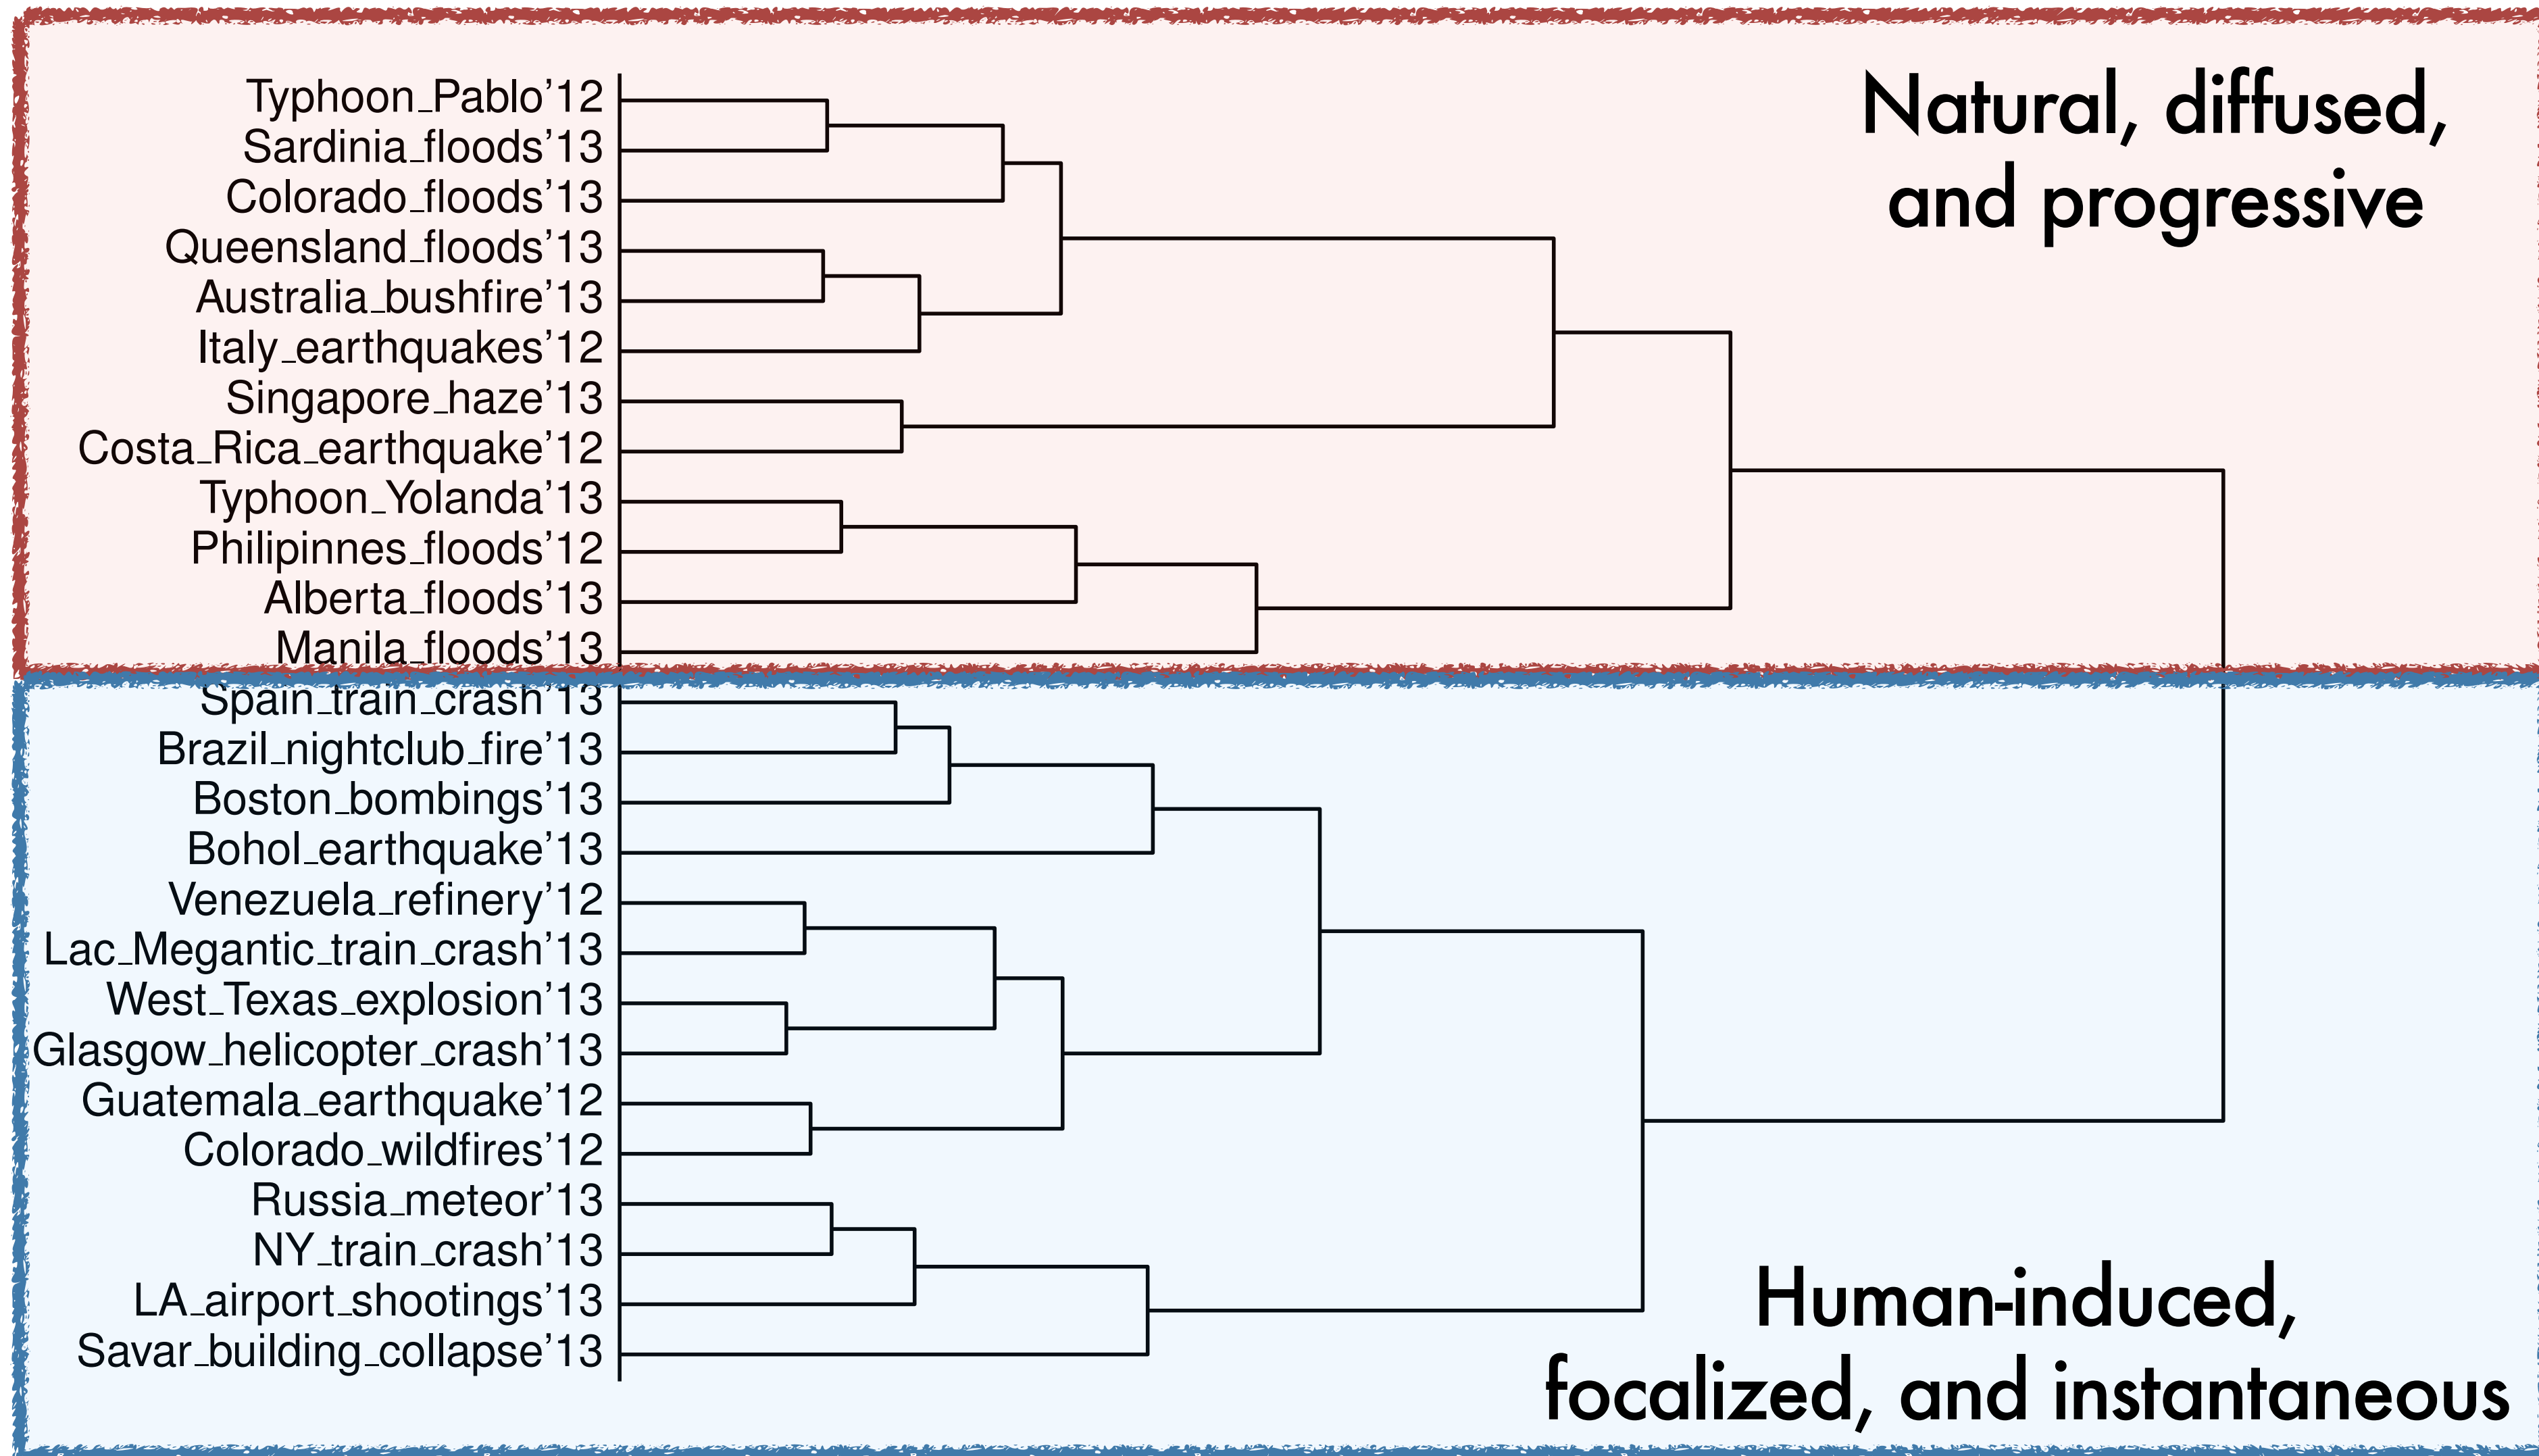 Typhoon_Pablo'12
Sardinia_floods'13
Colorado_floods'13
Queensland_floods'13
Australia_bushfire'13
Italy_earthquakes'12
Singapore_haze'13
Costa_Rica_earthquake'12
Typhoon_Yolanda'13
Philipinnes_floods'12
Alberta_floods'13
Manila_floods'13
Natural, diffused,
and progressive
Spain_train_crash'13
Brazil_nightclub_fire'13
Boston_bombings'13
Bohol_earthquake'13
Venezuela_refinery'12
Lac_Megantic_train_crash'13
West_Texas_explosion'13
Glasgow_helicopter_crash'13
Guatemala_earthquake'12
Colorado_wildfires'12
Russia_meteor'13
NY_train_crash'13
LA_airport_shootings'13
Savar_building_collapse'13
Human-induced,
focalized, and instantaneous